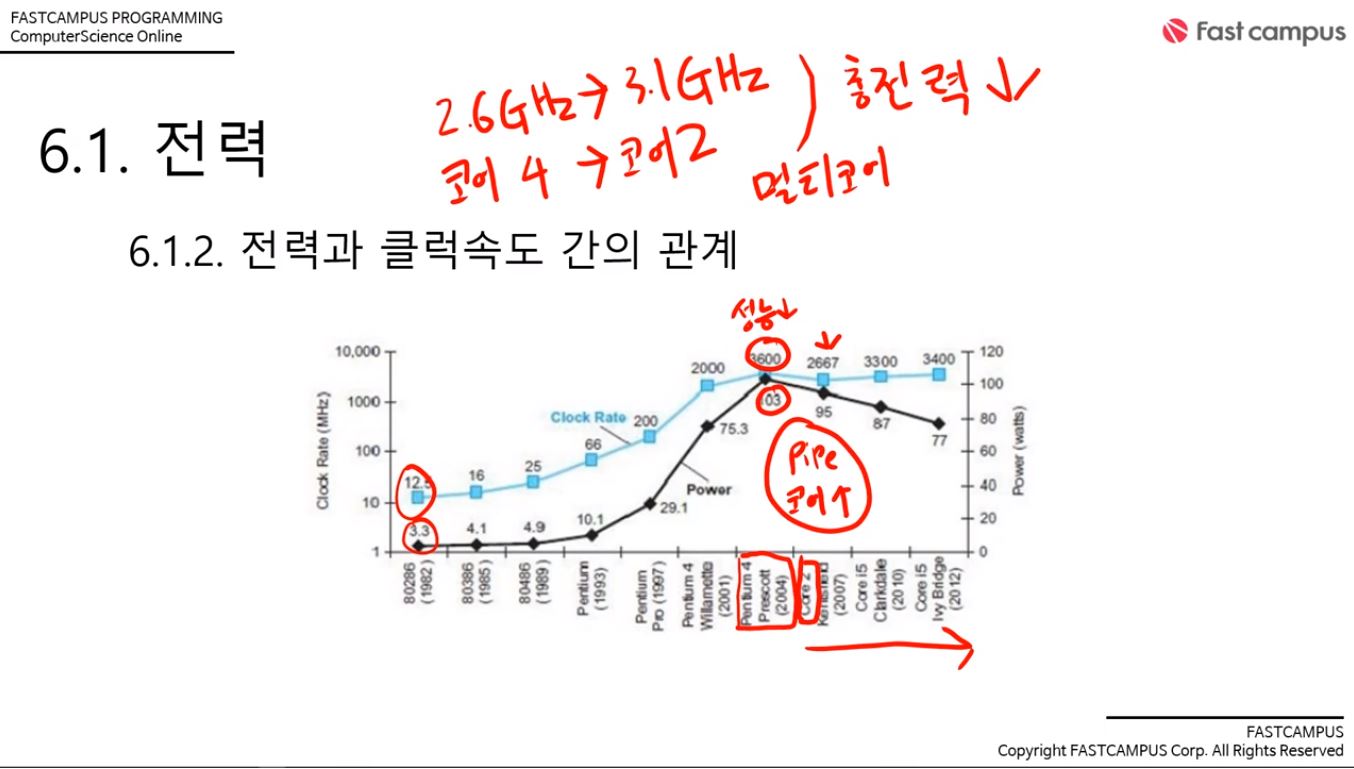 FASTCAMPUS PROGRAMMING
ComputerScience Online
Fast campus
2.6GHz → 3.1GHz
총전력 ↓
코어 4 → 코어2
멀티코어
6.1. 전력
6.1.2. 전력과 클럭속도 간의 관계
성능↓
10,000
1000
100
10
1
Clock Rate (MHz)
12.5
16
25
66
200
2000
3600
2667
3300
3400
Clock Rate
3.3
4.1
4.9
10.1
29.1
75.3
103
95
87
77
Power
Pipe
코어↑
120
100
80
60
40
20
0
Power (watts)
80286
(1982)
80386
(1985)
80486
(1989)
Pentium
(1993)
Pentium
Pro (1997)
Pentium 4
Willamette
(2001)
Pentium 4
Prescott
(2004)
Core 2
Kentsfield
(2007)
Core i5
Clarkdale
(2010)
Core i5
Ivy Bridge
(2012)
FASTCAMPUS
Copyright FASTCAMPUS Corp. All Rights Reserved